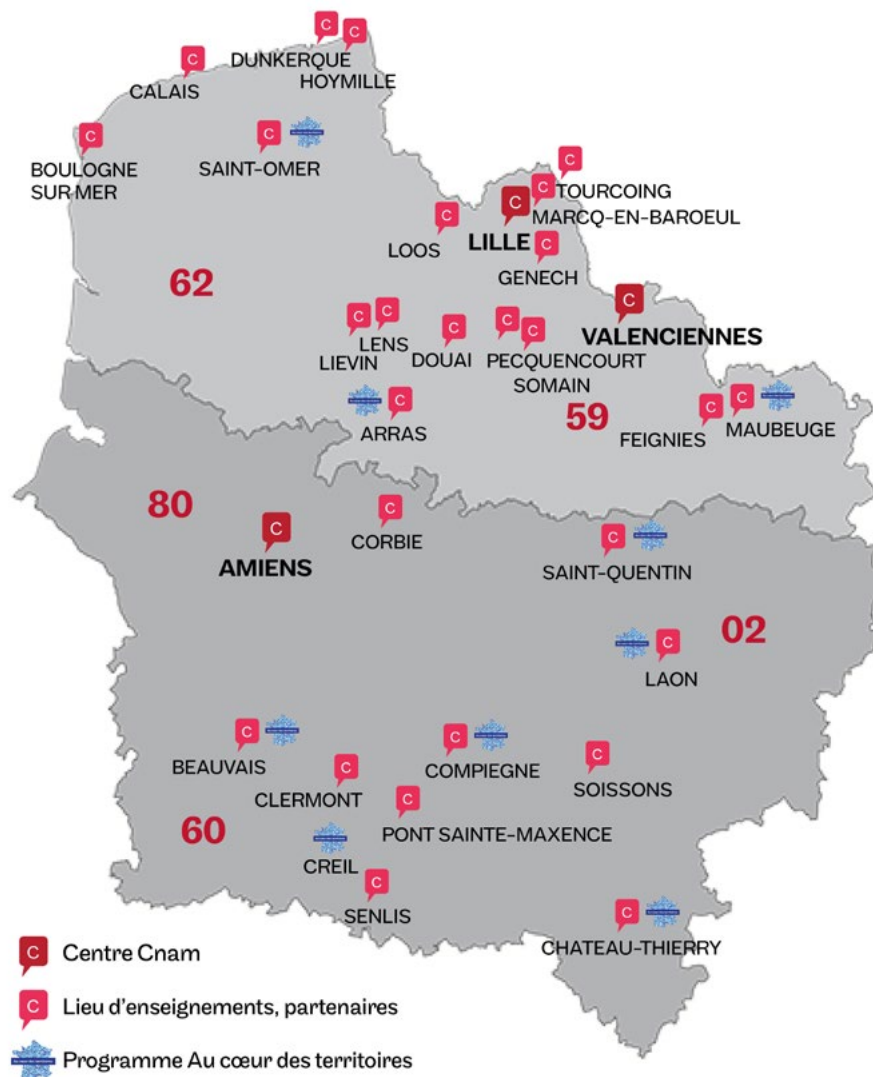 DUNKERQUE
HOYMILLE
CALAIS
BOULOGNE
SUR MER
SAINT-OMER
TOURCOING
MARCQ-EN-BAROEUL
LILLE
LOOS
GENECH
62
VALENCIENNES
LENS
LIEVIN
DOUAI
PECQUENCOURT
SOMAIN
59
ARRAS
FEIGNIES
MAUBEUGE
80
CORBIE
AMIENS
SAINT-QUENTIN
02
LAON
BEAUVAIS
COMPIEGNE
SOISSONS
CLERMONT
PONT SAINTE-MAXENCE
60
CREIL
SENLIS
CHATEAU-THIERRY
C Centre Cnam
C Lieu d'enseignements, partenaires
Programme Au cœur des territoires